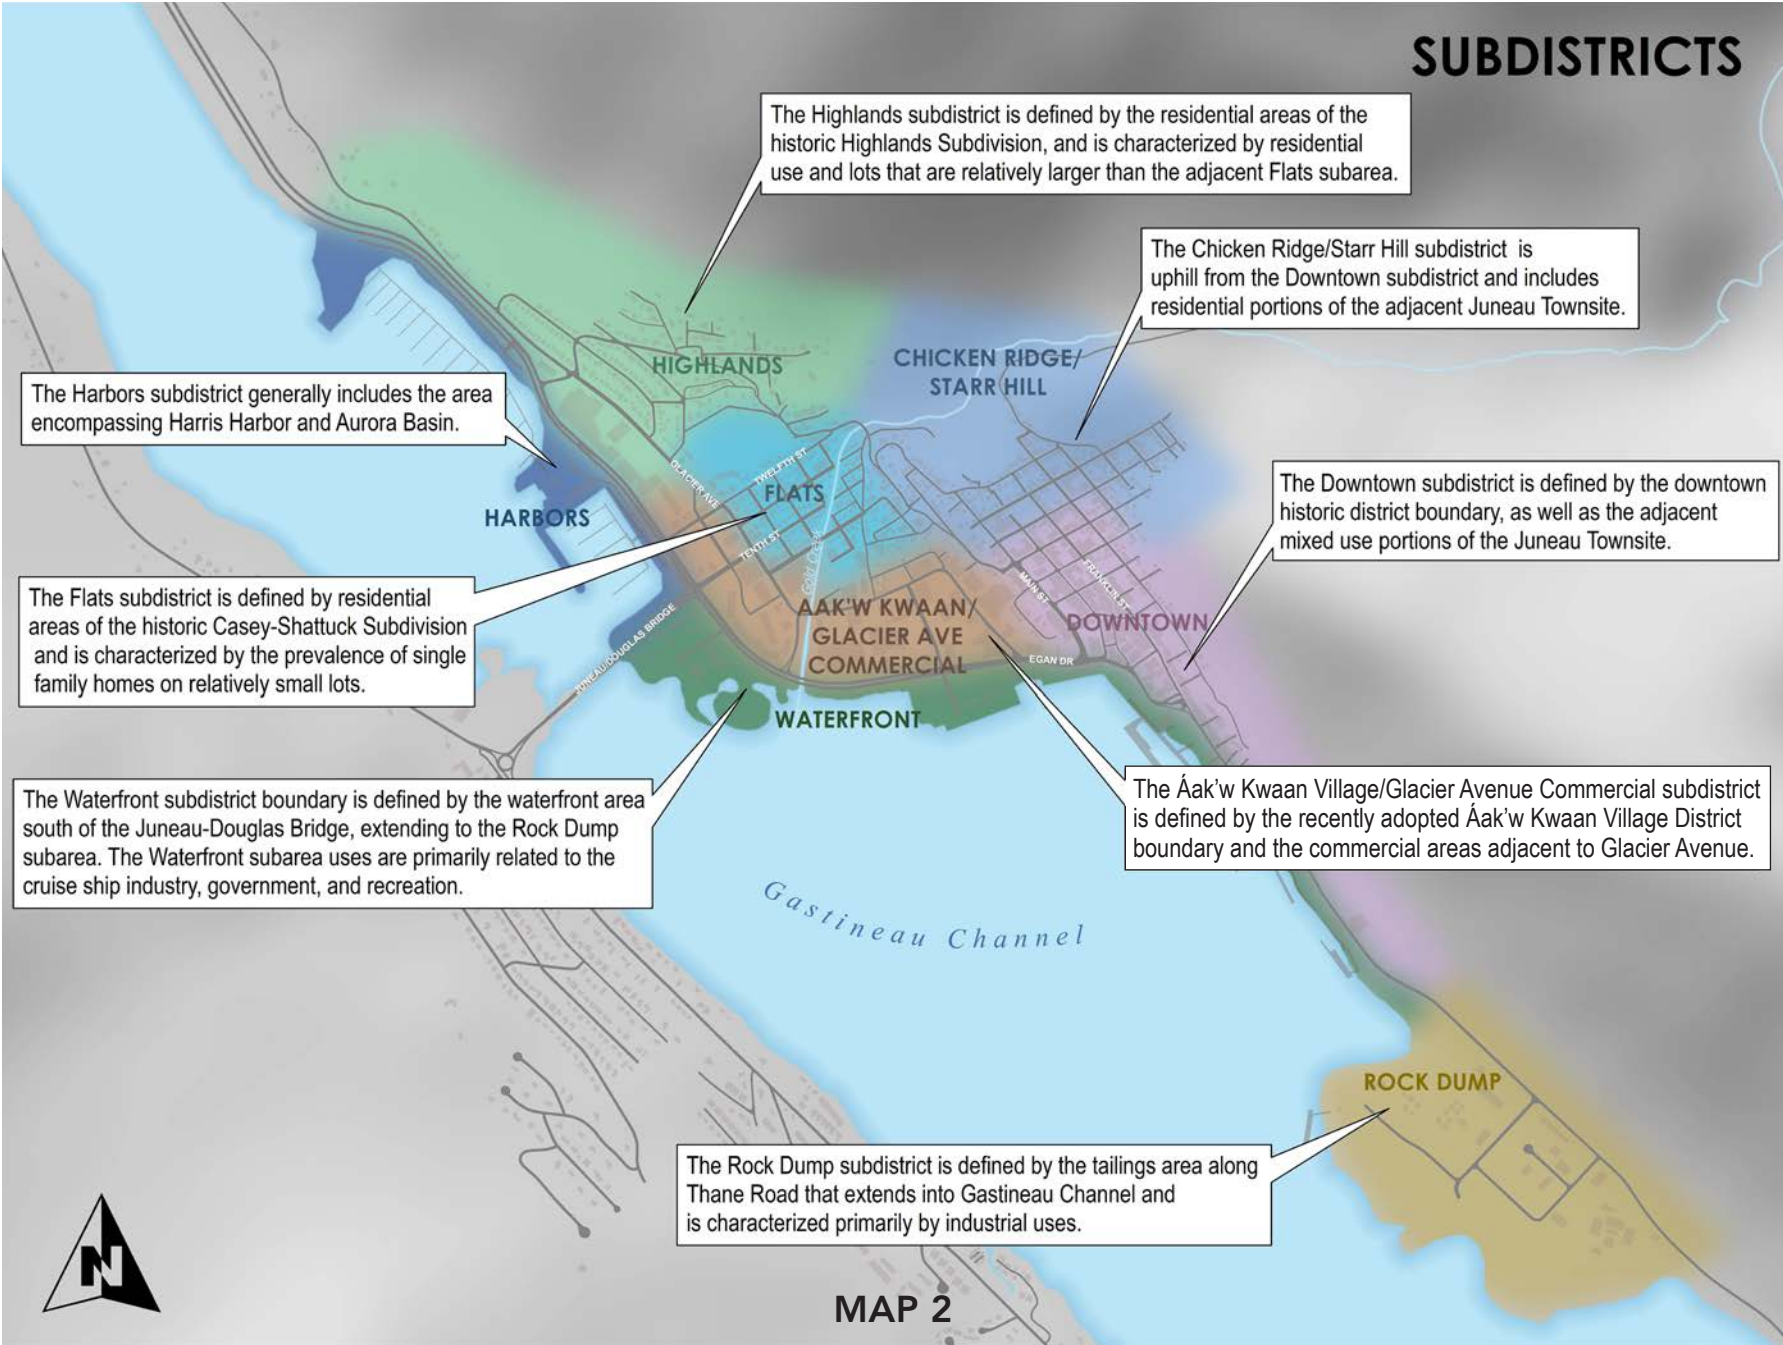 SUBDISTRICTS
The Highlands subdistrict is defined by the residential areas of the
historic Highlands Subdivision, and is characterized by residential
use and lots that are relatively larger than the adjacent Flats subarea.
The Chicken Ridge/Starr Hill subdistrict is
uphill from the Downtown subdistrict and includes
residential portions of the adjacent Juneau Townsite.
HIGHLANDS
CHICKEN RIDGE/
STARR HILL
The Harbors subdistrict generally includes the area
encompassing Harris Harbor and Aurora Basin.
GLACIER AVE
TWELFTH ST
FLATS
HARBORS
TENTH ST
Gold Creek
The Downtown subdistrict is defined by the downtown
historic district boundary, as well as the adjacent
mixed use portions of the Juneau Townsite.
The Flats subdistrict is defined by residential
areas of the historic Casey-Shattuck Subdivision
and is characterized by the prevalence of single
family homes on relatively small lots.
MAIN ST
FRANKLIN ST
AAK'W KWAAN/
GLACIER AVE
COMMERCIAL
DOWNTOWN
JUNEAU/DOUGLAS BRIDGE
EGAN DR
WATERFRONT
The Waterfront subdistrict boundary is defined by the waterfront area
south of the Juneau-Douglas Bridge, extending to the Rock Dump
subarea. The Waterfront subarea uses are primarily related to the
cruise ship industry, government, and recreation.
The Áak'w Kwaan Village/Glacier Avenue Commercial subdistrict
is defined by the recently adopted Áak'w Kwaan Village District
boundary and the commercial areas adjacent to Glacier Avenue.
Gastineau Channel
ROCK DUMP
The Rock Dump subdistrict is defined by the tailings area along
Thane Road that extends into Gastineau Channel and
is characterized primarily by industrial uses.
N
MAP 2